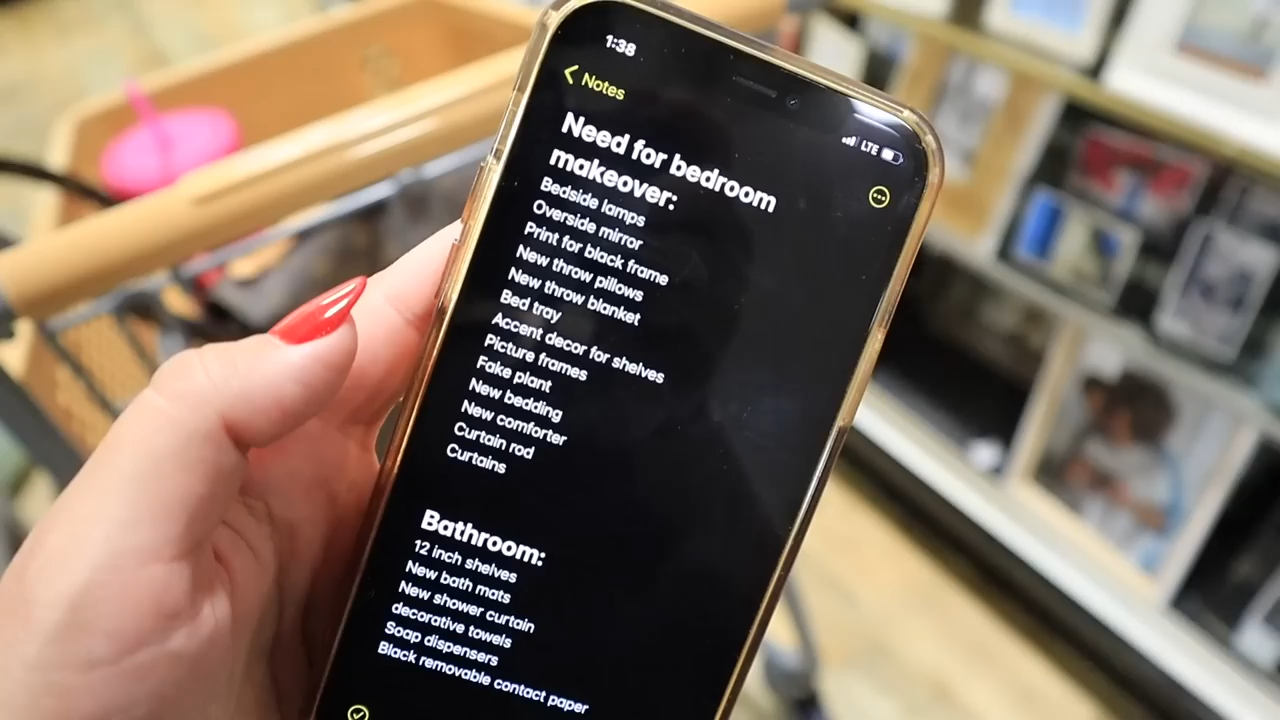 1:38
LTE
Notes
Need for bedroom
makeover:
Bedside lamps
Overside mirror
Print for black frame
New throw pillows
New throw blanket
Bed tray
Accent decor for shelves
Picture frames
Fake plant
New bedding
New comforter
Curtain rod
Curtains
Bathroom:
12 inch shelves
New bath mats
New shower curtain
decorative towels
Soap dispensers
Black removable contact paper